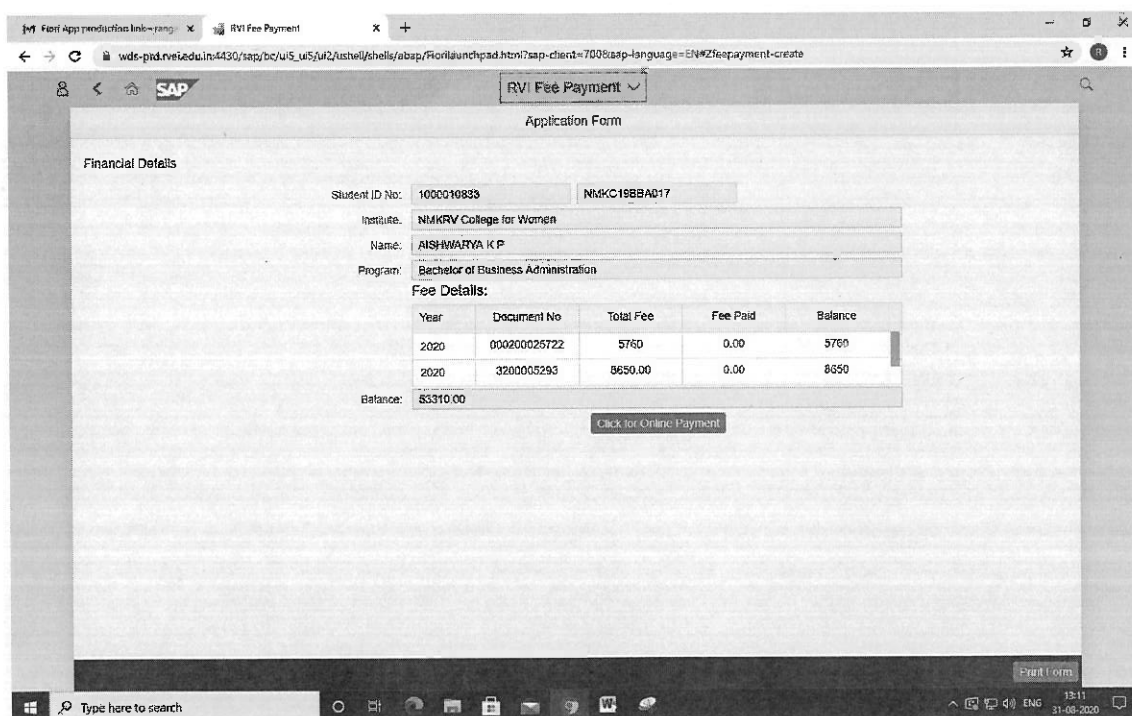 Fiori App production link - rang
RVI Fee Payment
wds-prd.rvei.edu.in:4430/sap/bc/ui5_ui5/ui2/ushell/shells/abap/Fiorilaunchpad.html?sap-client=700&sap-language=EN#Zfeepayment-create
R
SAP
RVI Fee Payment
Application Form
Financial Details
Student ID No: 1000010833 NMKC19BBA017
Institute: NMKRV College for Women
Name: AISHWARYA K P
Program: Bachelor of Business Administration
Fee Details:
Year Document No Total Fee Fee Paid Balance
2020 000200025722 5760 0.00 5760
2020 3200005293 8650.00 0.00 8650
Balance: 53310.00
Click for Online Payment
Print Form
Type here to search
ENG
13:11
31-08-2020